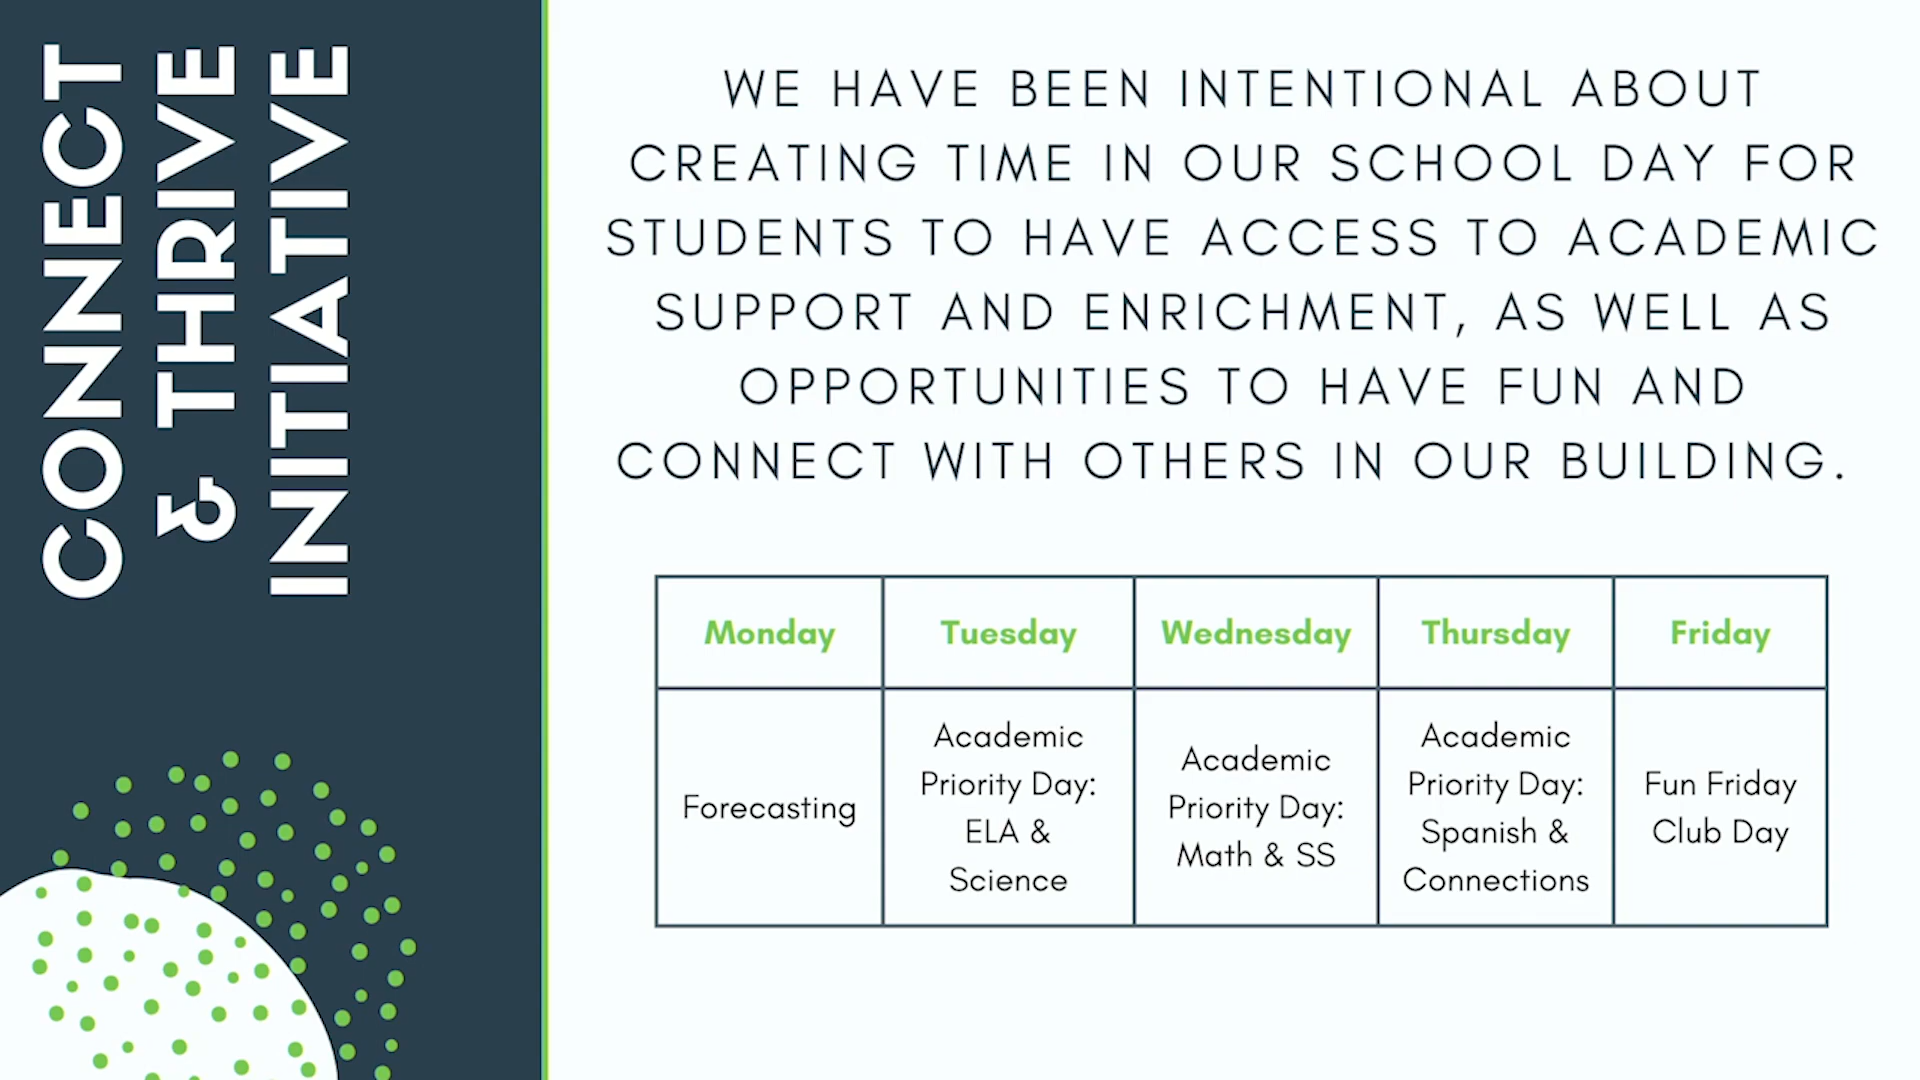 CONNECT
& THRIVE
INITIATIVE
WE HAVE BEEN INTENTIONAL ABOUT
CREATING TIME IN OUR SCHOOL DAY FOR
STUDENTS TO HAVE ACCESS TO ACADEMIC
SUPPORT AND ENRICHMENT, AS WELL AS
OPPORTUNITIES TO HAVE FUN AND
CONNECT WITH OTHERS IN OUR BUILDING.
Monday
Tuesday
Wednesday
Thursday
Friday
Forecasting
Academic
Priority Day:
ELA &
Science
Academic
Priority Day:
Math & SS
Academic
Priority Day:
Spanish &
Connections
Fun Friday
Club Day